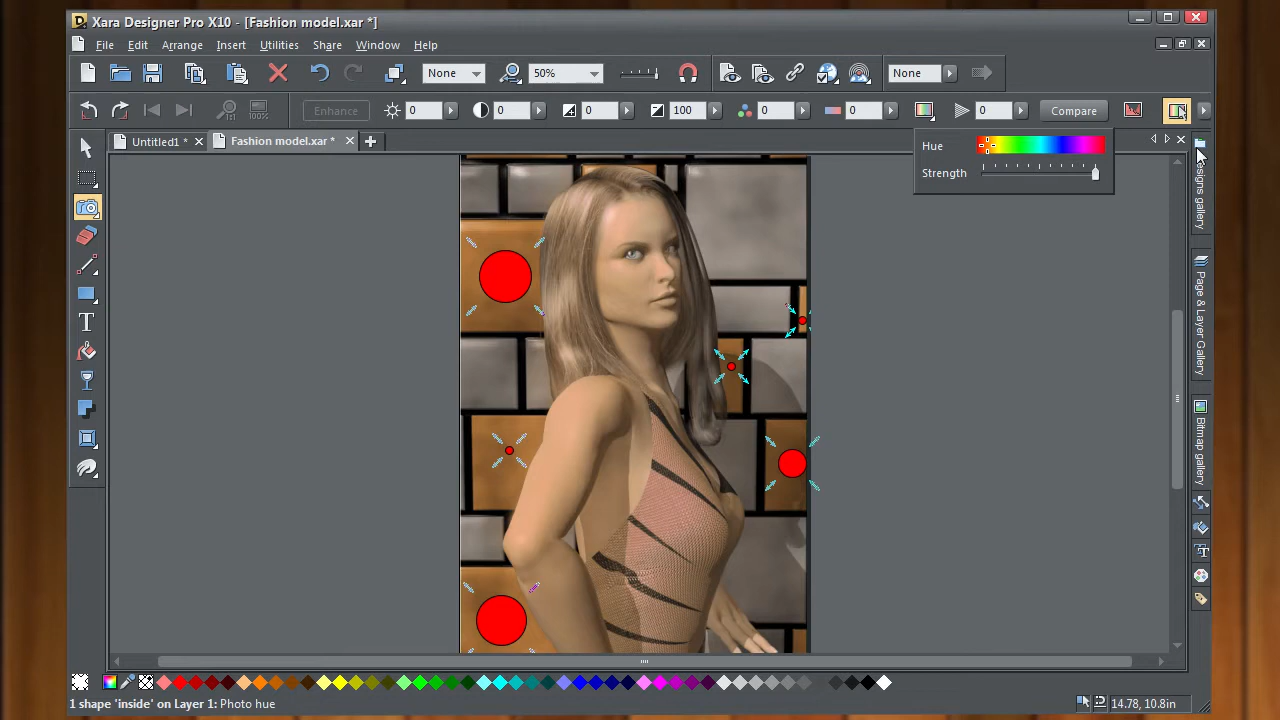 Xara Designer Pro X10 - [Fashion model.xar *]
File Edit Arrange Insert Utilities Share Window Help
None 50% None
Enhance 0 0 0 100 0 0 0 Compare
Untitled1 * Fashion model.xar *
Hue
Strength
Designs gallery
Page & Layer Gallery
Bitmap gallery
1 shape 'inside' on Layer 1: Photo hue
14.78, 10.8in